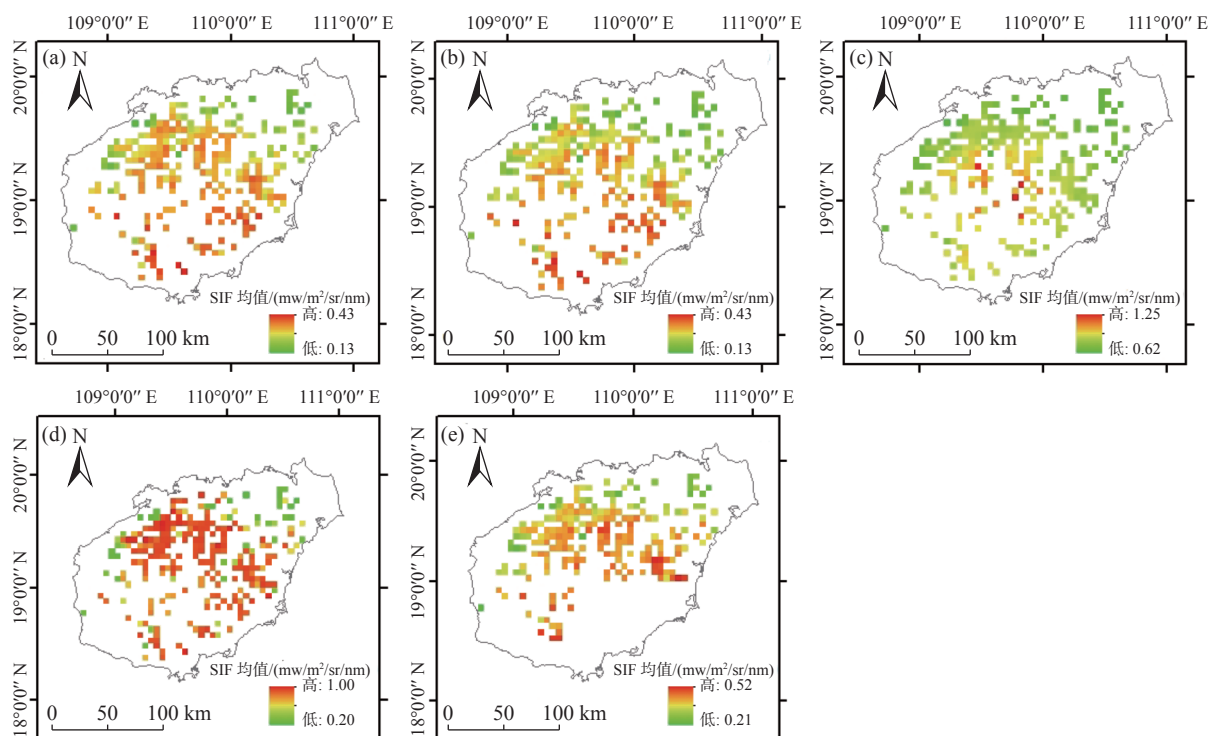 109°0′0″ E 110°0′0″ E 111°0′0″ E
(a) N
20°0′0″ N
19°0′0″ N
18°0′0″ N
SIF 均值/(mw/m²/sr/nm)
高: 0.43
低: 0.13
0 50 100 km
109°0′0″ E 110°0′0″ E 111°0′0″ E
(b) N
20°0′0″ N
19°0′0″ N
18°0′0″ N
SIF 均值/(mw/m²/sr/nm)
高: 0.43
低: 0.13
0 50 100 km
109°0′0″ E 110°0′0″ E 111°0′0″ E
(c) N
20°0′0″ N
19°0′0″ N
18°0′0″ N
SIF 均值/(mw/m²/sr/nm)
高: 1.25
低: 0.62
0 50 100 km
109°0′0″ E 110°0′0″ E 111°0′0″ E
(d) N
20°0′0″ N
19°0′0″ N
18°0′0″ N
SIF 均值/(mw/m²/sr/nm)
高: 1.00
低: 0.20
0 50 100 km
109°0′0″ E 110°0′0″ E 111°0′0″ E
(e) N
20°0′0″ N
19°0′0″ N
18°0′0″ N
SIF 均值/(mw/m²/sr/nm)
高: 0.52
低: 0.21
0 50 100 km